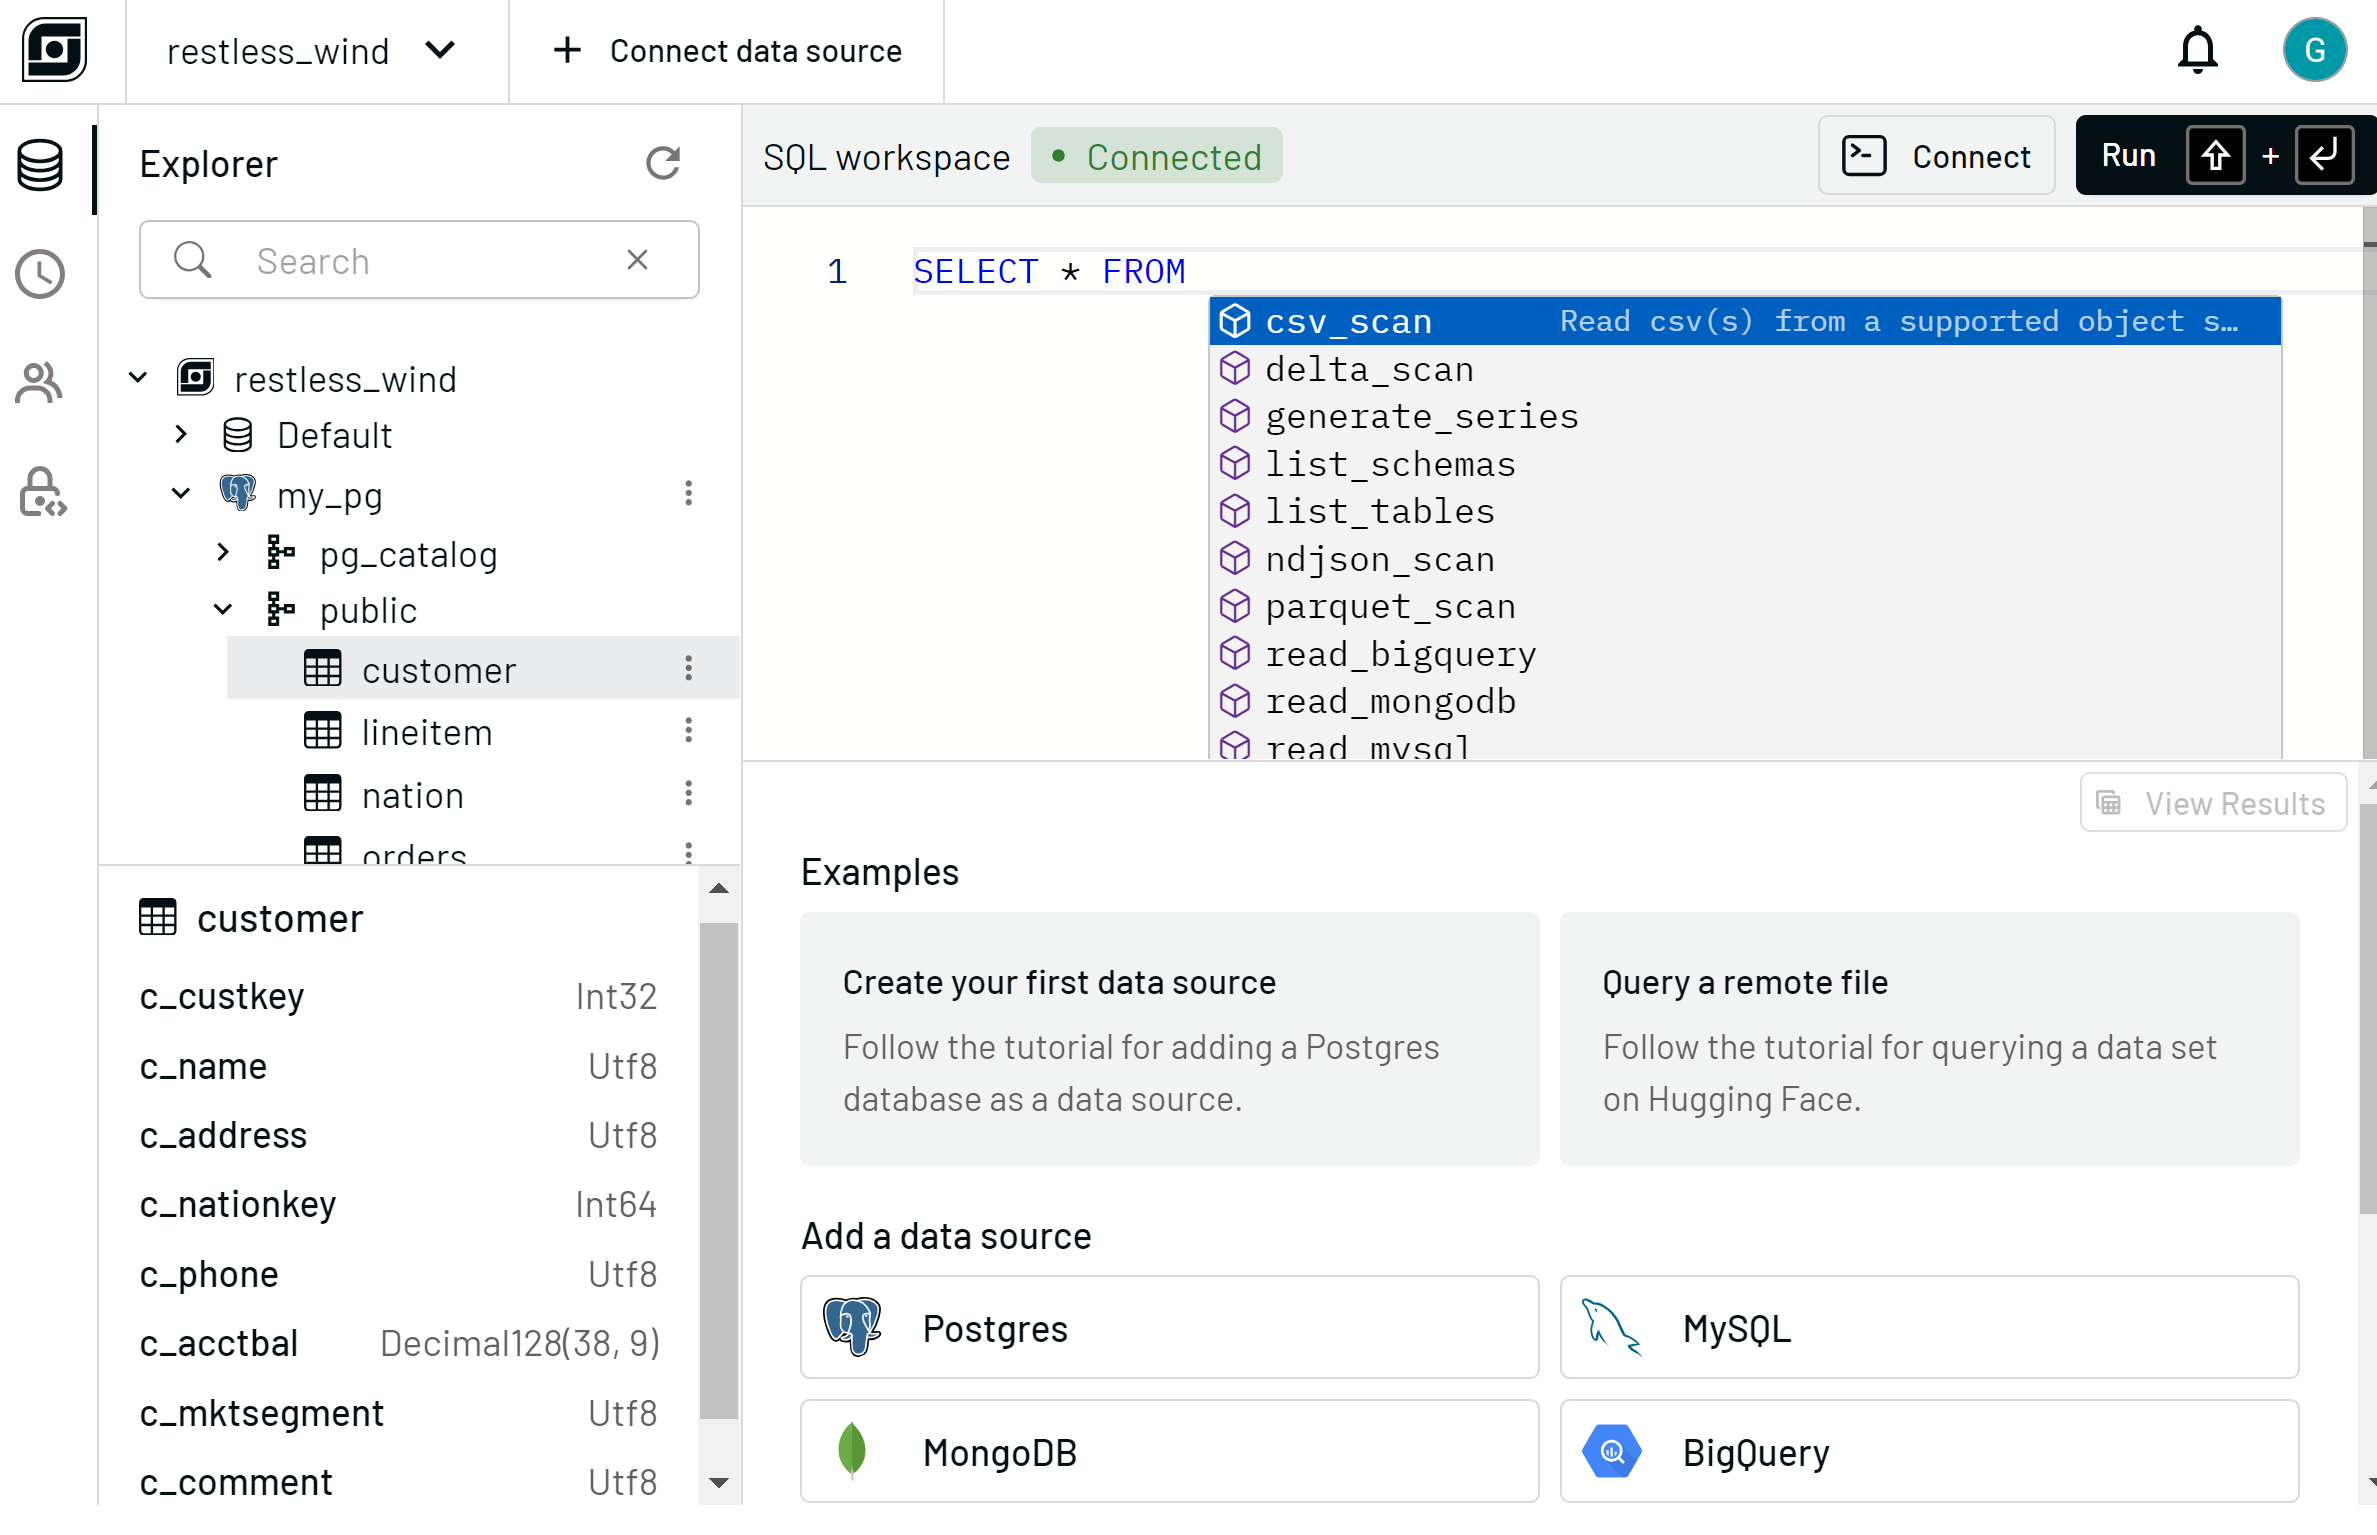 restless_wind
Connect data source
G
Explorer
Search
restless_wind
Default
my_pg
pg_catalog
public
customer
lineitem
nation
orders
customer
c_custkey Int32
c_name Utf8
c_address Utf8
c_nationkey Int64
c_phone Utf8
c_acctbal Decimal128(38, 9)
c_mktsegment Utf8
c_comment Utf8
SQL workspace
• Connected
Connect
Run +
1 SELECT * FROM
csv_scan Read csv(s) from a supported object s…
delta_scan
generate_series
list_schemas
list_tables
ndjson_scan
parquet_scan
read_bigquery
read_mongodb
read_mysql
View Results
Examples
Create your first data source
Follow the tutorial for adding a Postgres
database as a data source.
Query a remote file
Follow the tutorial for querying a data set
on Hugging Face.
Add a data source
Postgres
MySQL
MongoDB
BigQuery